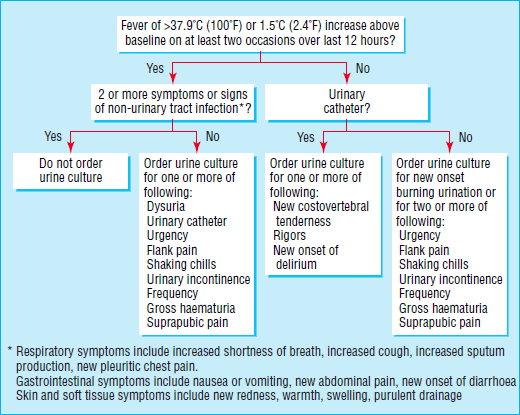 Fever of >37.9°C (100°F) or 1.5°C (2.4°F) increase above
baseline on at least two occasions over last 12 hours?
Yes
No
2 or more symptoms or signs
of non-urinary tract infection*?
Urinary
catheter?
Yes
No
Yes
No
Do not order
urine culture
Order urine culture
for one or more of
following:
Dysuria
Urinary catheter
Urgency
Flank pain
Shaking chills
Urinary incontinence
Frequency
Gross haematuria
Suprapubic pain
Order urine culture
for one or more of
following:
New costovertebral
tenderness
Rigors
New onset of
delirium
Order urine culture
for new onset
burning urination or
for two or more of
following:
Urgency
Flank pain
Shaking chills
Urinary incontinence
Frequency
Gross haematuria
Suprapubic pain
* Respiratory symptoms include increased shortness of breath, increased cough, increased sputum
production, new pleuritic chest pain.
Gastrointestinal symptoms include nausea or vomiting, new abdominal pain, new onset of diarrhoea
Skin and soft tissue symptoms include new redness, warmth, swelling, purulent drainage